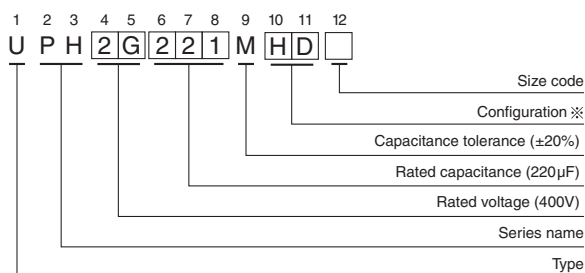 1 2 3 4 5 6 7 8 9 10 11 12
U P H 2 G 2 2 1 M H D
Size code
Configuration ※
Capacitance tolerance (±20%)
Rated capacitance (220µF)
Rated voltage (400V)
Series name
Type